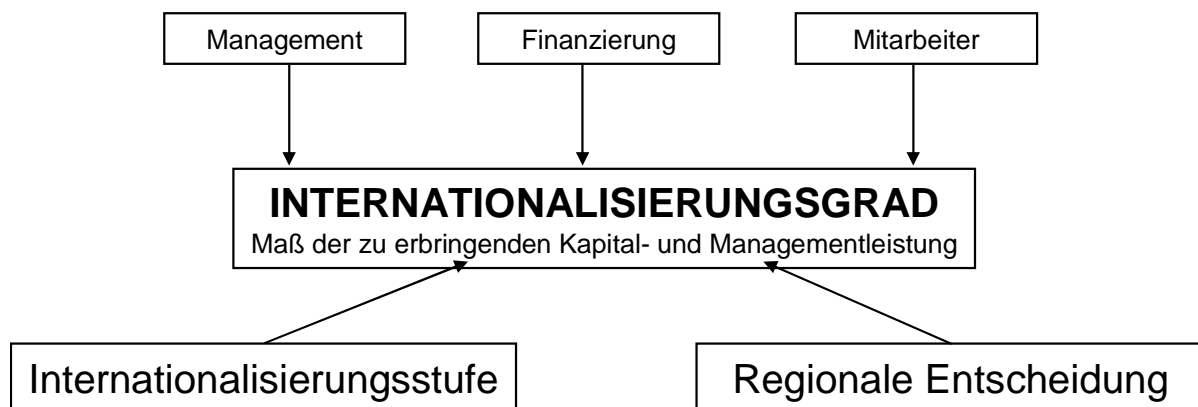 Management
Finanzierung
Mitarbeiter
INTERNATIONALISIERUNGSGRAD
Maß der zu erbringenden Kapital- und Managementleistung
Internationalisierungsstufe
Regionale Entscheidung